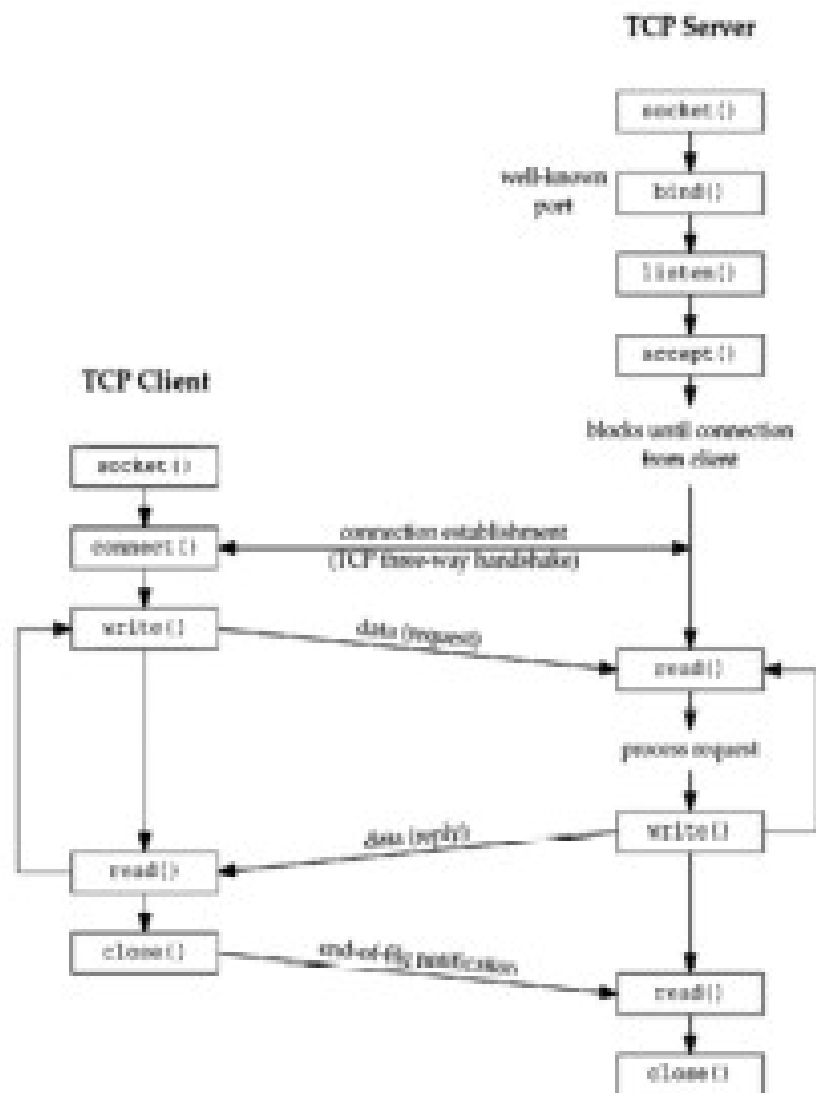 TCP Server
socket()
well-known
port
bind()
listen()
accept()
TCP Client
blocks until connection
from client
socket()
connect()
connection establishment
(TCP three-way handshake)
write()
data (request)
read()
process request
write()
data (reply)
read()
close()
end-of-file notification
read()
close()